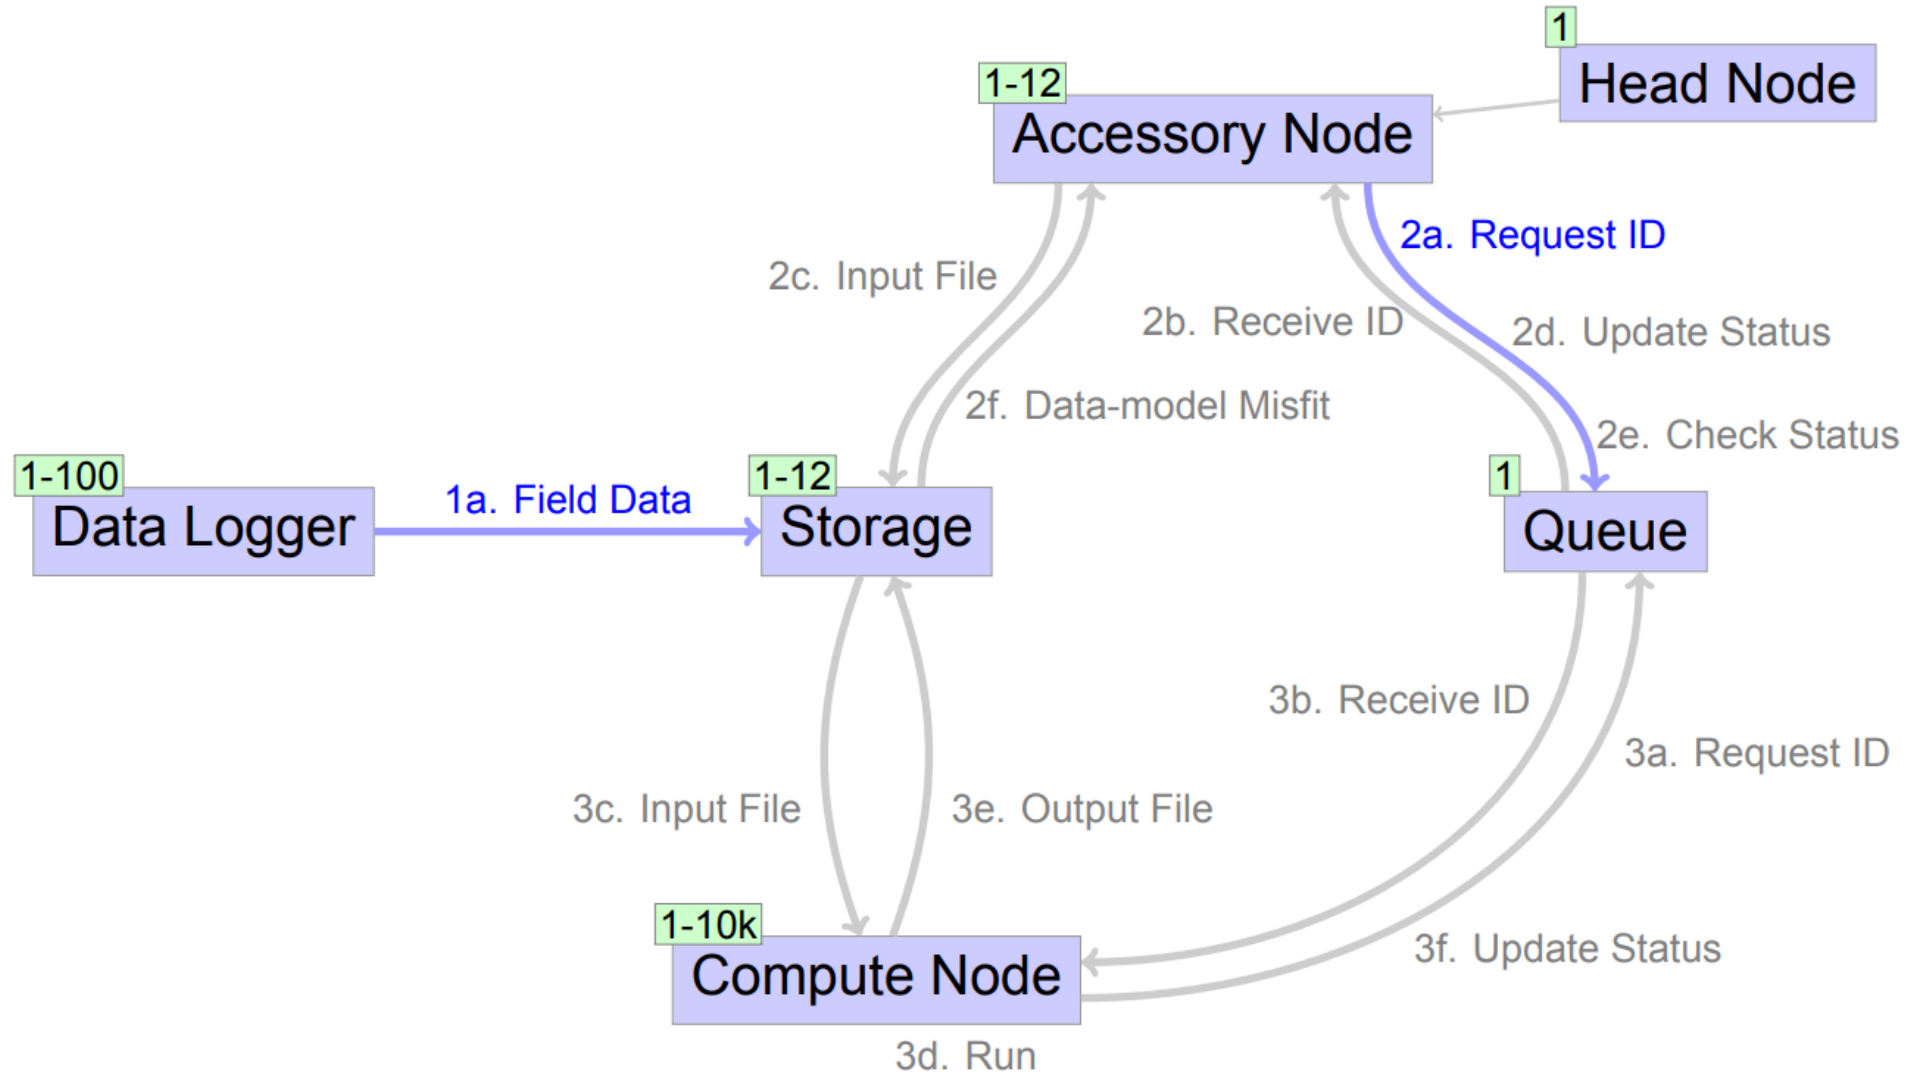 1
Head Node
1-12
Accessory Node
2a. Request ID
2c. Input File
2b. Receive ID
2d. Update Status
2f. Data-model Misfit
2e. Check Status
1-100
Data Logger
1a. Field Data
1-12
Storage
1
Queue
3b. Receive ID
3a. Request ID
3c. Input File
3e. Output File
1-10k
Compute Node
3f. Update Status
3d. Run